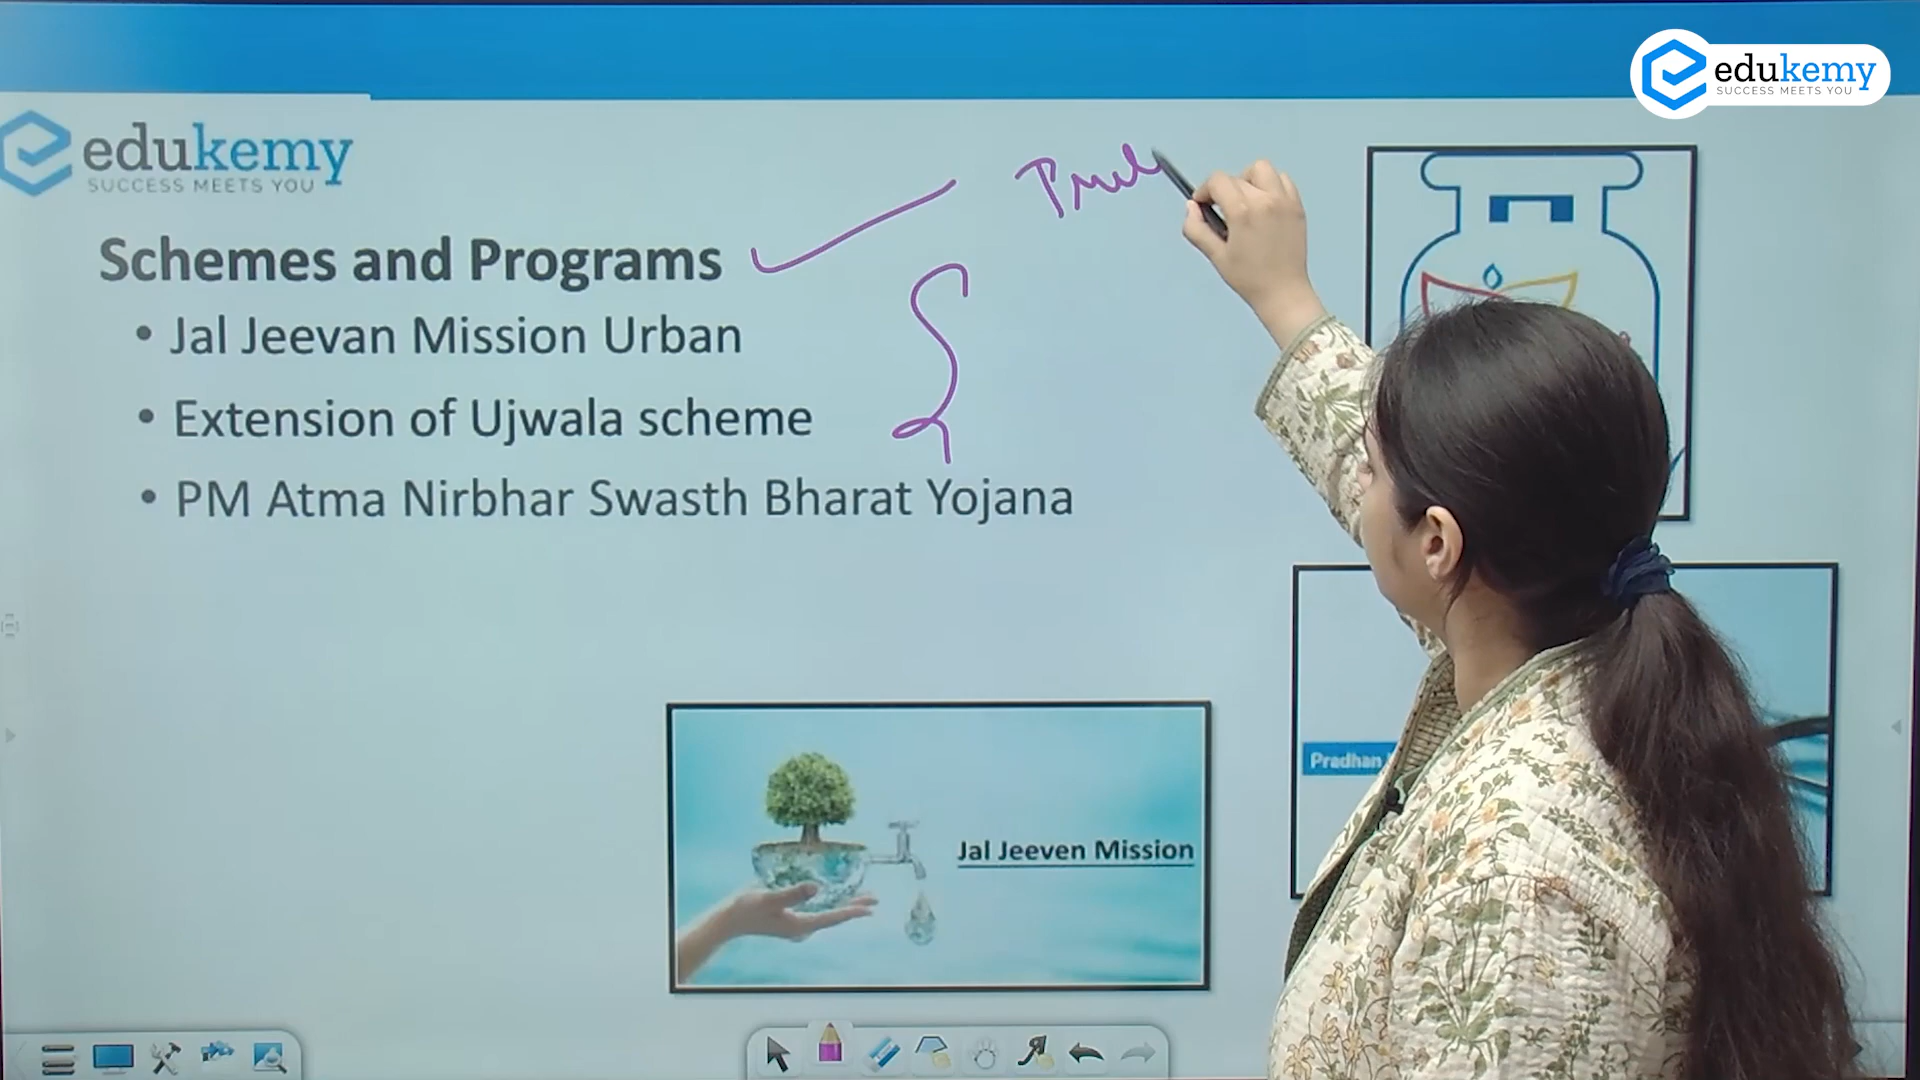 edukemy
SUCCESS MEETS YOU
edukemy
SUCCESS MEETS YOU
Schemes and Programs
• Jal Jeevan Mission Urban
• Extension of Ujwala scheme
• PM Atma Nirbhar Swasth Bharat Yojana
Pradhan
Jal Jeeven Mission